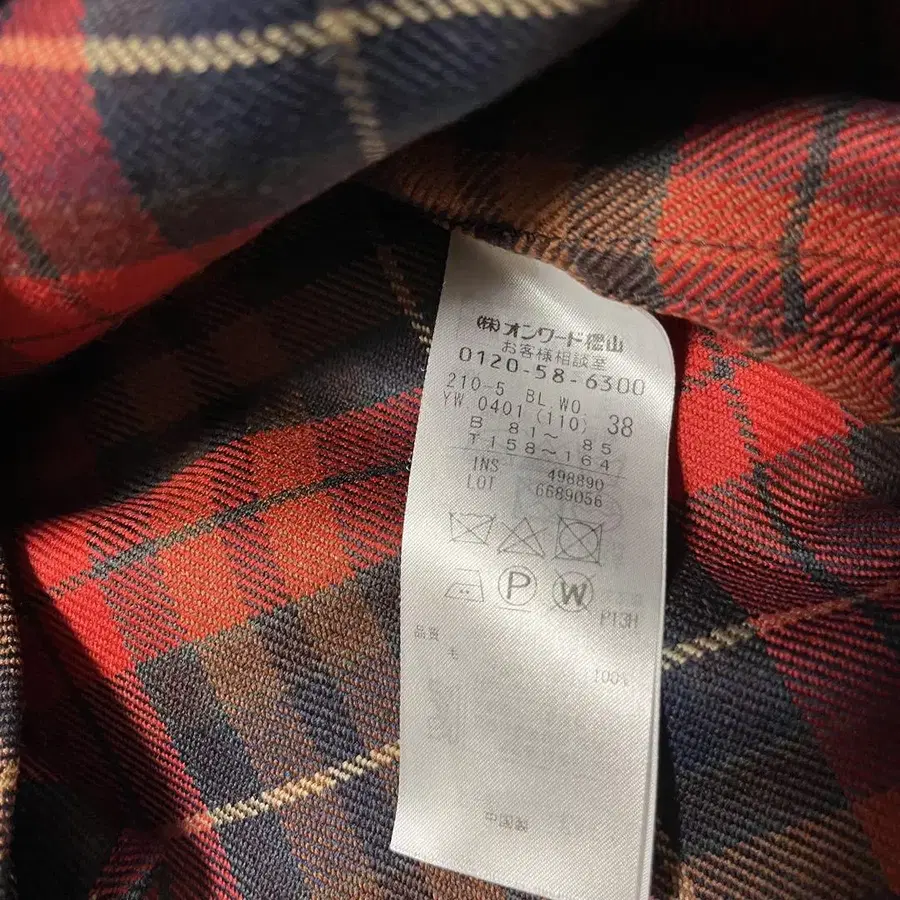 ㈱オンワード樫山
お客様相談室
0120-58-6300
210-5 BL.WO.
YW 0401 (110) 38
B 81~ 85
T 158~164
INS 498890
LOT 6689056
P W
P13H
品質
毛 100%
中国製